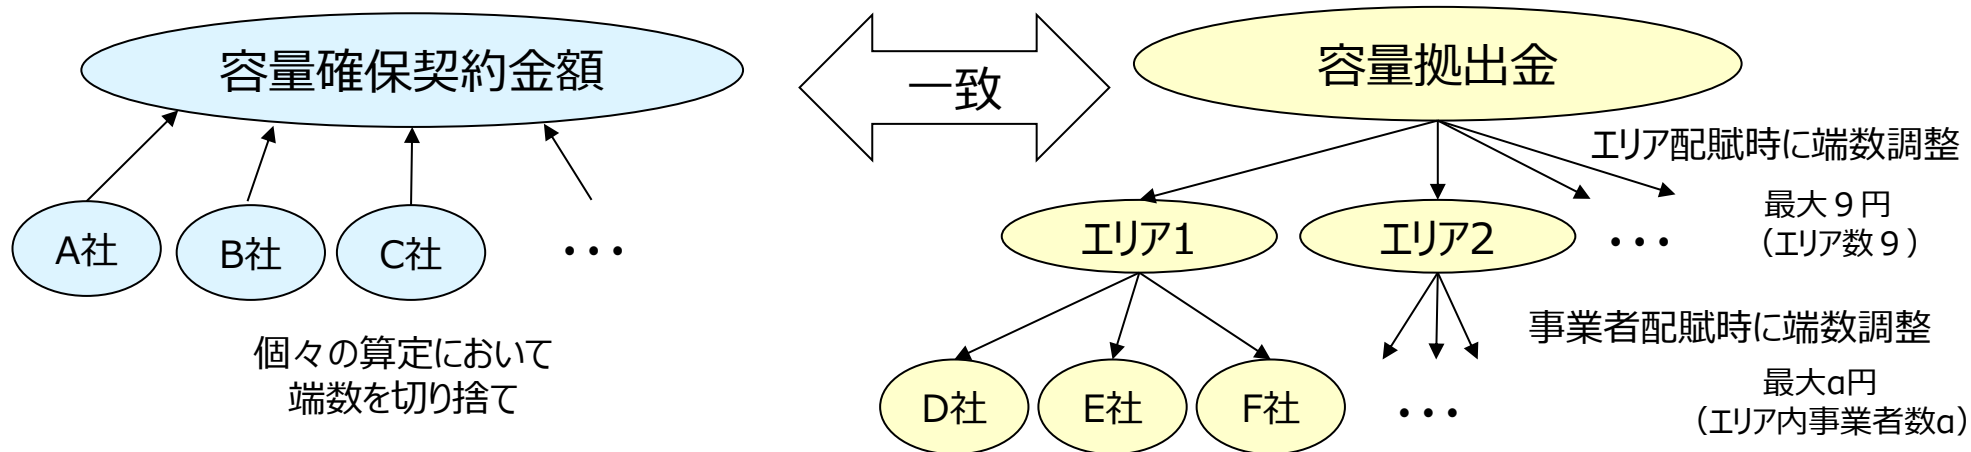 容量確保契約金額
一致
容量拠出金
エリア配賦時に端数調整
最大９円
（エリア数９）
A社
B社
C社
・・・
エリア1
エリア2
・・・
個々の算定において
端数を切り捨て
事業者配賦時に端数調整
最大α円
（エリア内事業者数α）
D社
E社
F社
・・・